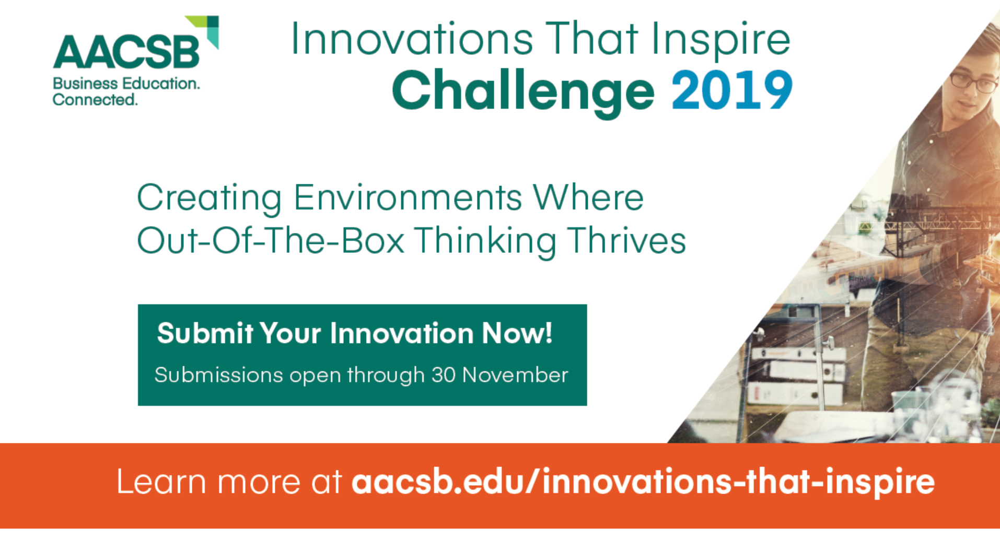 AACSB
Business Education.
Connected.
Innovations That Inspire
Challenge 2019
Creating Environments Where
Out-Of-The-Box Thinking Thrives
Submit Your Innovation Now!
Submissions open through 30 November
Learn more at aacsb.edu/innovations-that-inspire